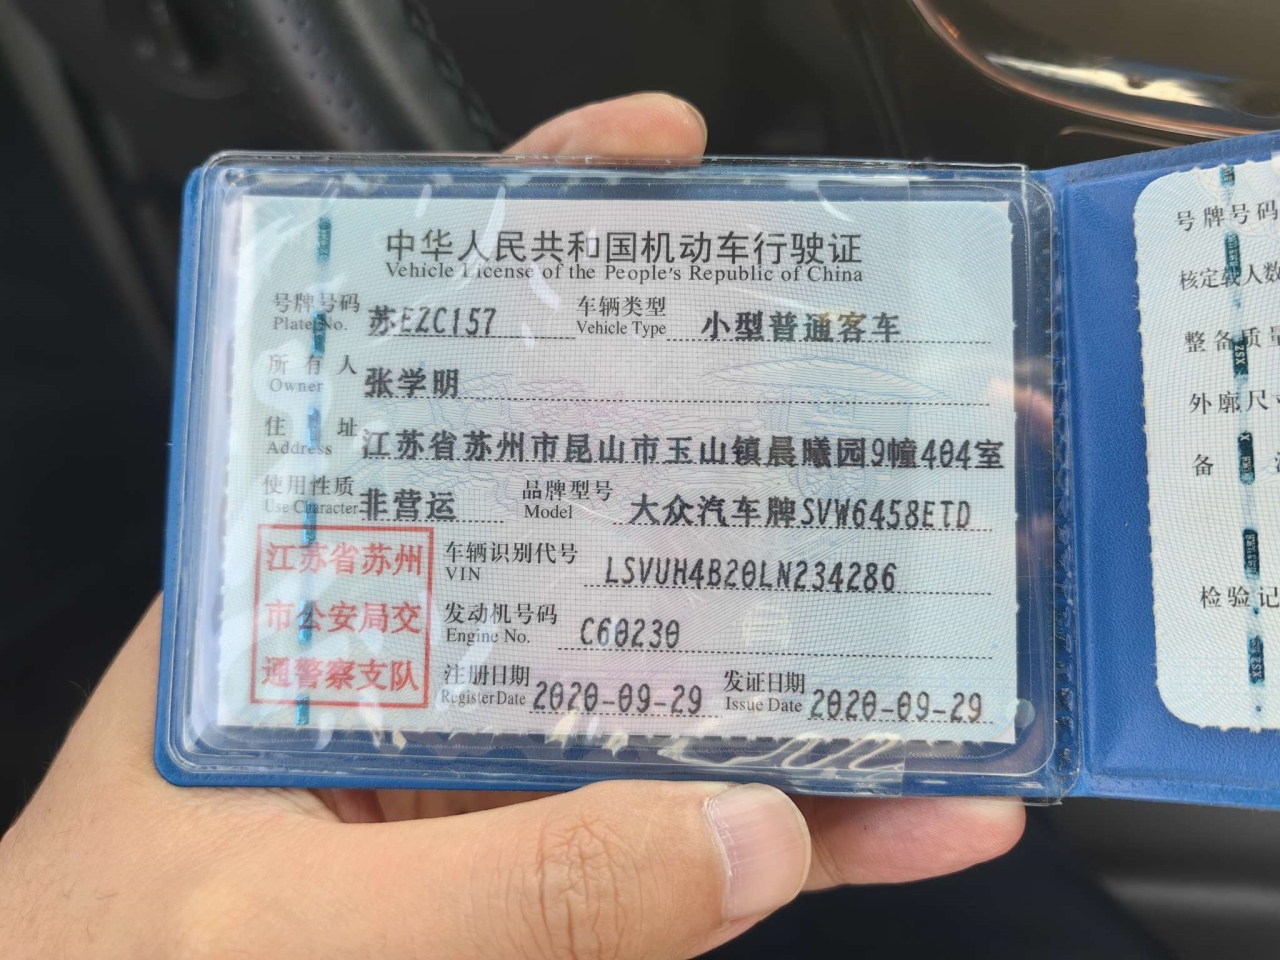 中华人民共和国机动车行驶证
Vehicle License of the People's Republic of China
号牌号码 苏EZC157 车辆类型 小型普通客车
Plate No. Vehicle Type
所有人 张学明
Owner
住址 江苏省苏州市昆山市玉山镇晨曦园9幢404室
Address
使用性质 非营运 品牌型号 大众汽车牌SVW6458ETD
Use Character Model
江苏省苏州
市公安局交
通警察支队
车辆识别代号 LSVUH4B20LN234286
VIN
发动机号码 C60230
Engine No.
注册日期 2020-09-29 发证日期 2020-09-29
Register Date Issue Date
号牌号码
核定载人数
整备质量
外廓尺寸
备
检验记